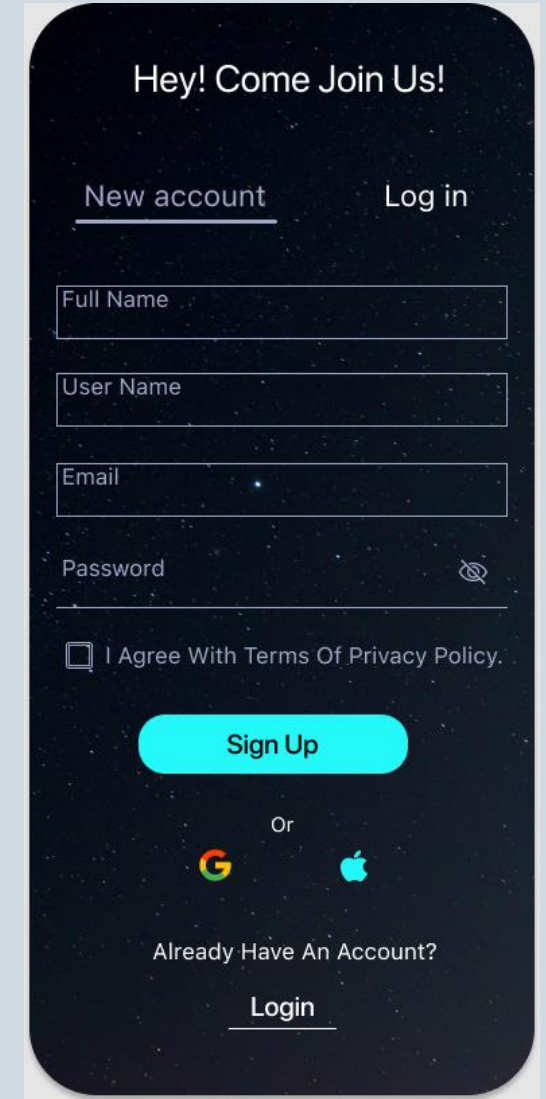 Hey! Come Join Us!
New account Log in
Full Name
User Name
Email
Password
I Agree With Terms Of Privacy Policy.
Sign Up
Or
Already Have An Account?
Login